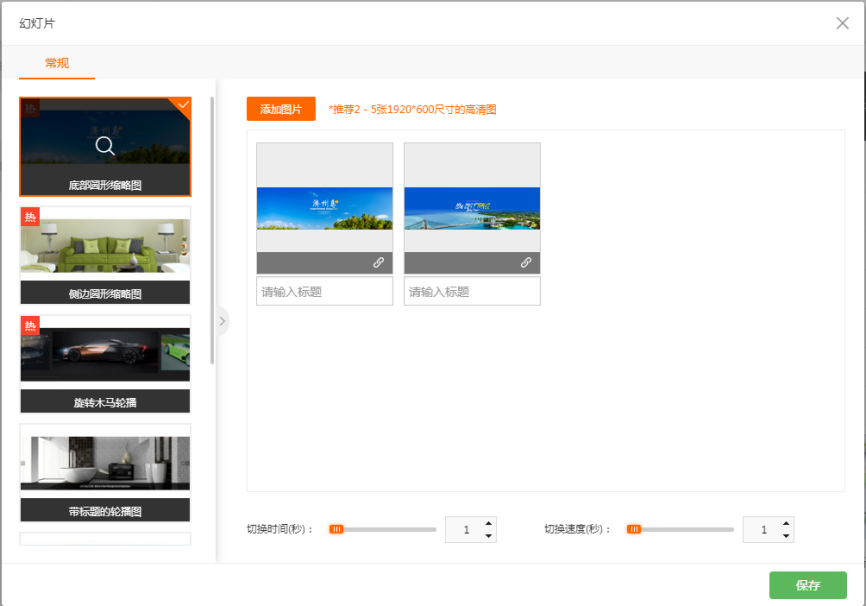 幻灯片
常规
热
底部圆形缩略图
热
侧边圆形缩略图
热
旋转木马轮播
带标题的轮播图
添加图片
*推荐2 - 5张1920*600尺寸的高清图
济州岛
请输入标题
请输入标题
切换时间(秒)：
1
切换速度(秒)：
1
保存